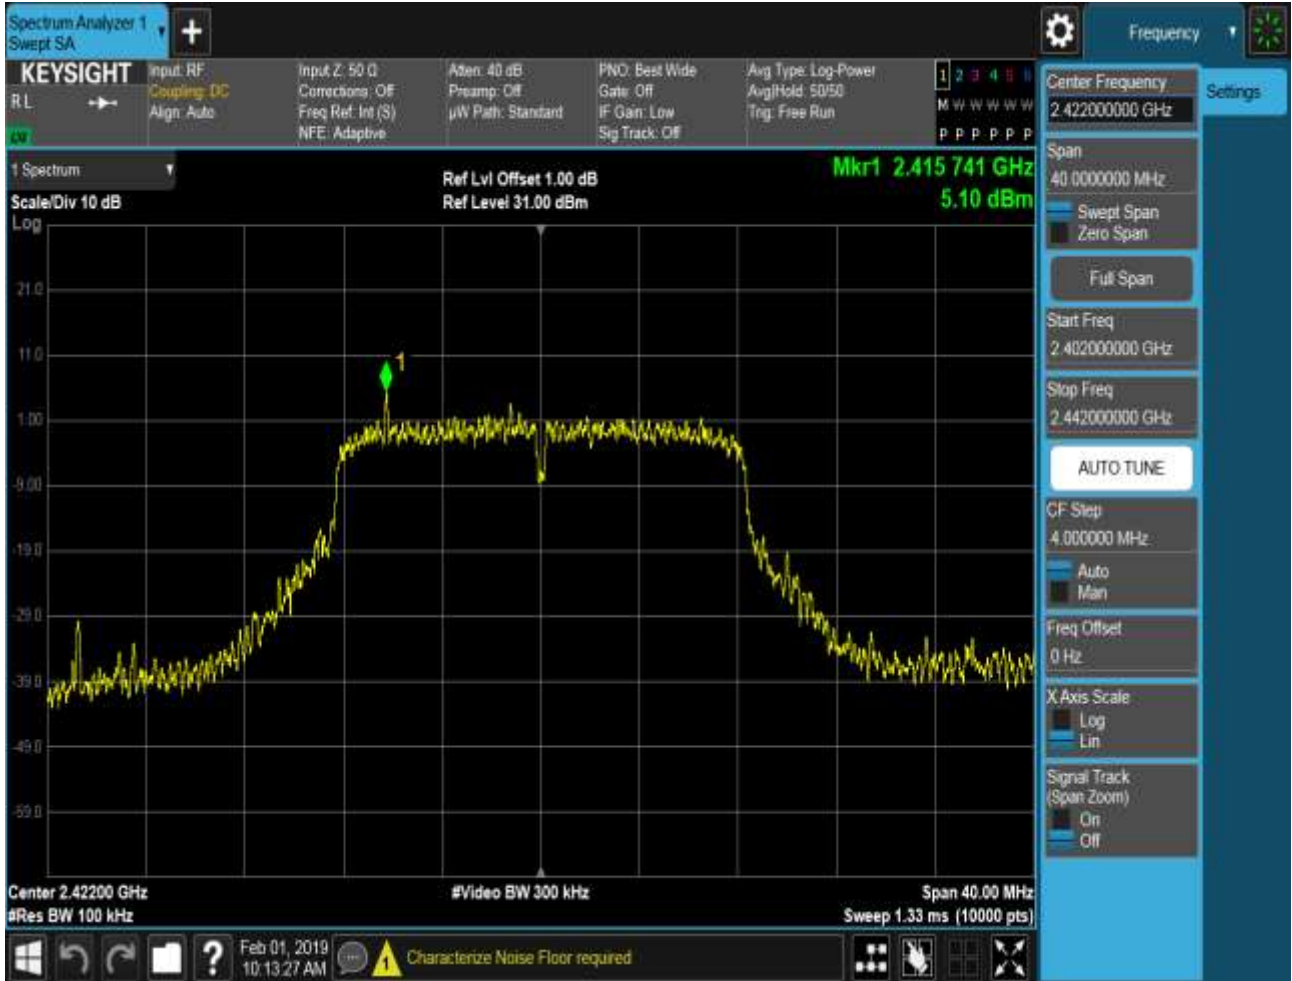 Spectrum Analyzer 1
Swept SA
Frequency
KEYSIGHT
R L
LXI
Input: RF
Coupling: DC
Align: Auto
Input Z: 50 Ω
Corrections: Off
Freq Ref: Int (S)
NFE: Adaptive
Atten: 40 dB
Preamp: Off
µW Path: Standard
PNO: Best Wide
Gate: Off
IF Gain: Low
Sig Track: Off
Avg Type: Log-Power
Avg|Hold: 50/50
Trig: Free Run
1 2 3 4 5 6
M W W W W W
P P P P P P
Center Frequency
2.422000000 GHz
Settings
1 Spectrum
Scale/Div 10 dB
Log
Ref Lvl Offset 1.00 dB
Ref Level 31.00 dBm
Mkr1 2.415 741 GHz
5.10 dBm
Span
40.0000000 MHz
Swept Span
Zero Span
Full Span
Start Freq
2.402000000 GHz
Stop Freq
2.442000000 GHz
AUTO TUNE
CF Step
4.000000 MHz
Auto
Man
Freq Offset
0 Hz
X Axis Scale
Log
Lin
Signal Track
(Span Zoom)
On
Off
21.0
11.0
1
1.00
-9.00
-19.0
-29.0
-39.0
-49.0
-59.0
Center 2.42200 GHz
#Res BW 100 kHz
#Video BW 300 kHz
Span 40.00 MHz
Sweep 1.33 ms (10000 pts)
?
Feb 01, 2019
10:13:27 AM
1
Characterize Noise Floor required